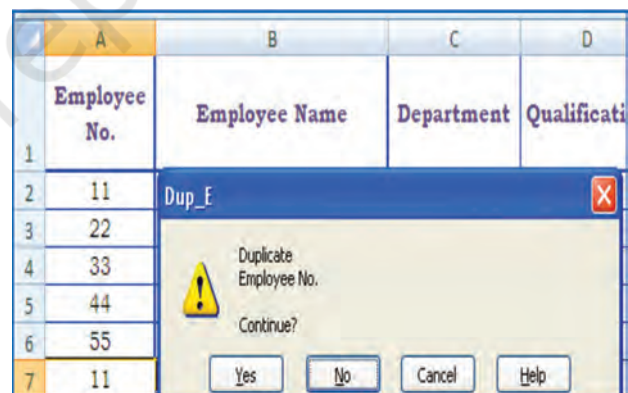 A B C D
Employee No. Employee Name Department Qualificati
1
2 11
3 22
4 33
5 44
6 55
7 11
Dup_E
Duplicate
Employee No.
Continue?
Yes No Cancel Help